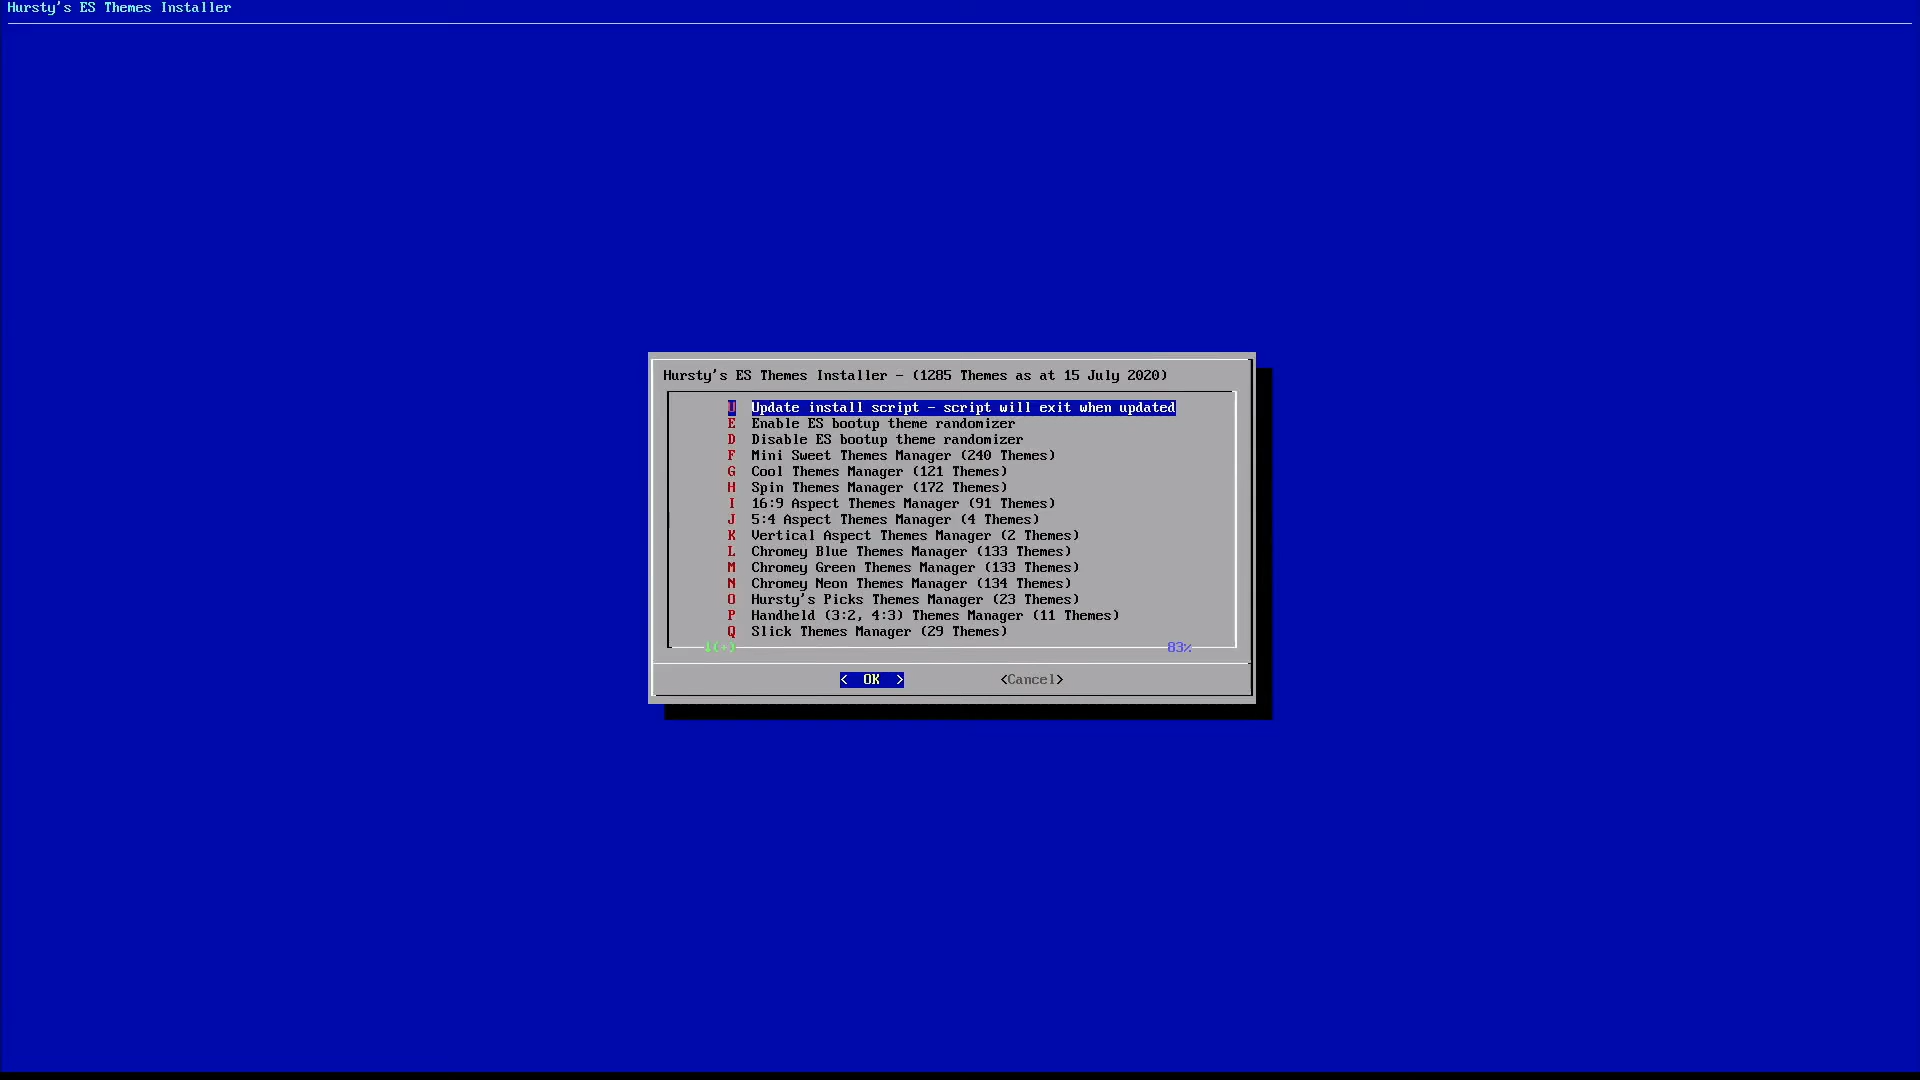 Hursty's ES Themes Installer
Hursty's ES Themes Installer - (1285 Themes as at 15 July 2020)
U Update install script - script will exit when updated
E Enable ES bootup theme randomizer
D Disable ES bootup theme randomizer
F Mini Sweet Themes Manager (240 Themes)
G Cool Themes Manager (121 Themes)
H Spin Themes Manager (172 Themes)
I 16:9 Aspect Themes Manager (91 Themes)
J 5:4 Aspect Themes Manager (4 Themes)
K Vertical Aspect Themes Manager (2 Themes)
L Chromey Blue Themes Manager (133 Themes)
M Chromey Green Themes Manager (133 Themes)
N Chromey Neon Themes Manager (134 Themes)
O Hursty's Picks Themes Manager (23 Themes)
P Handheld (3:2, 4:3) Themes Manager (11 Themes)
Q Slick Themes Manager (29 Themes)
↓(+) 83%
< OK > <Cancel>